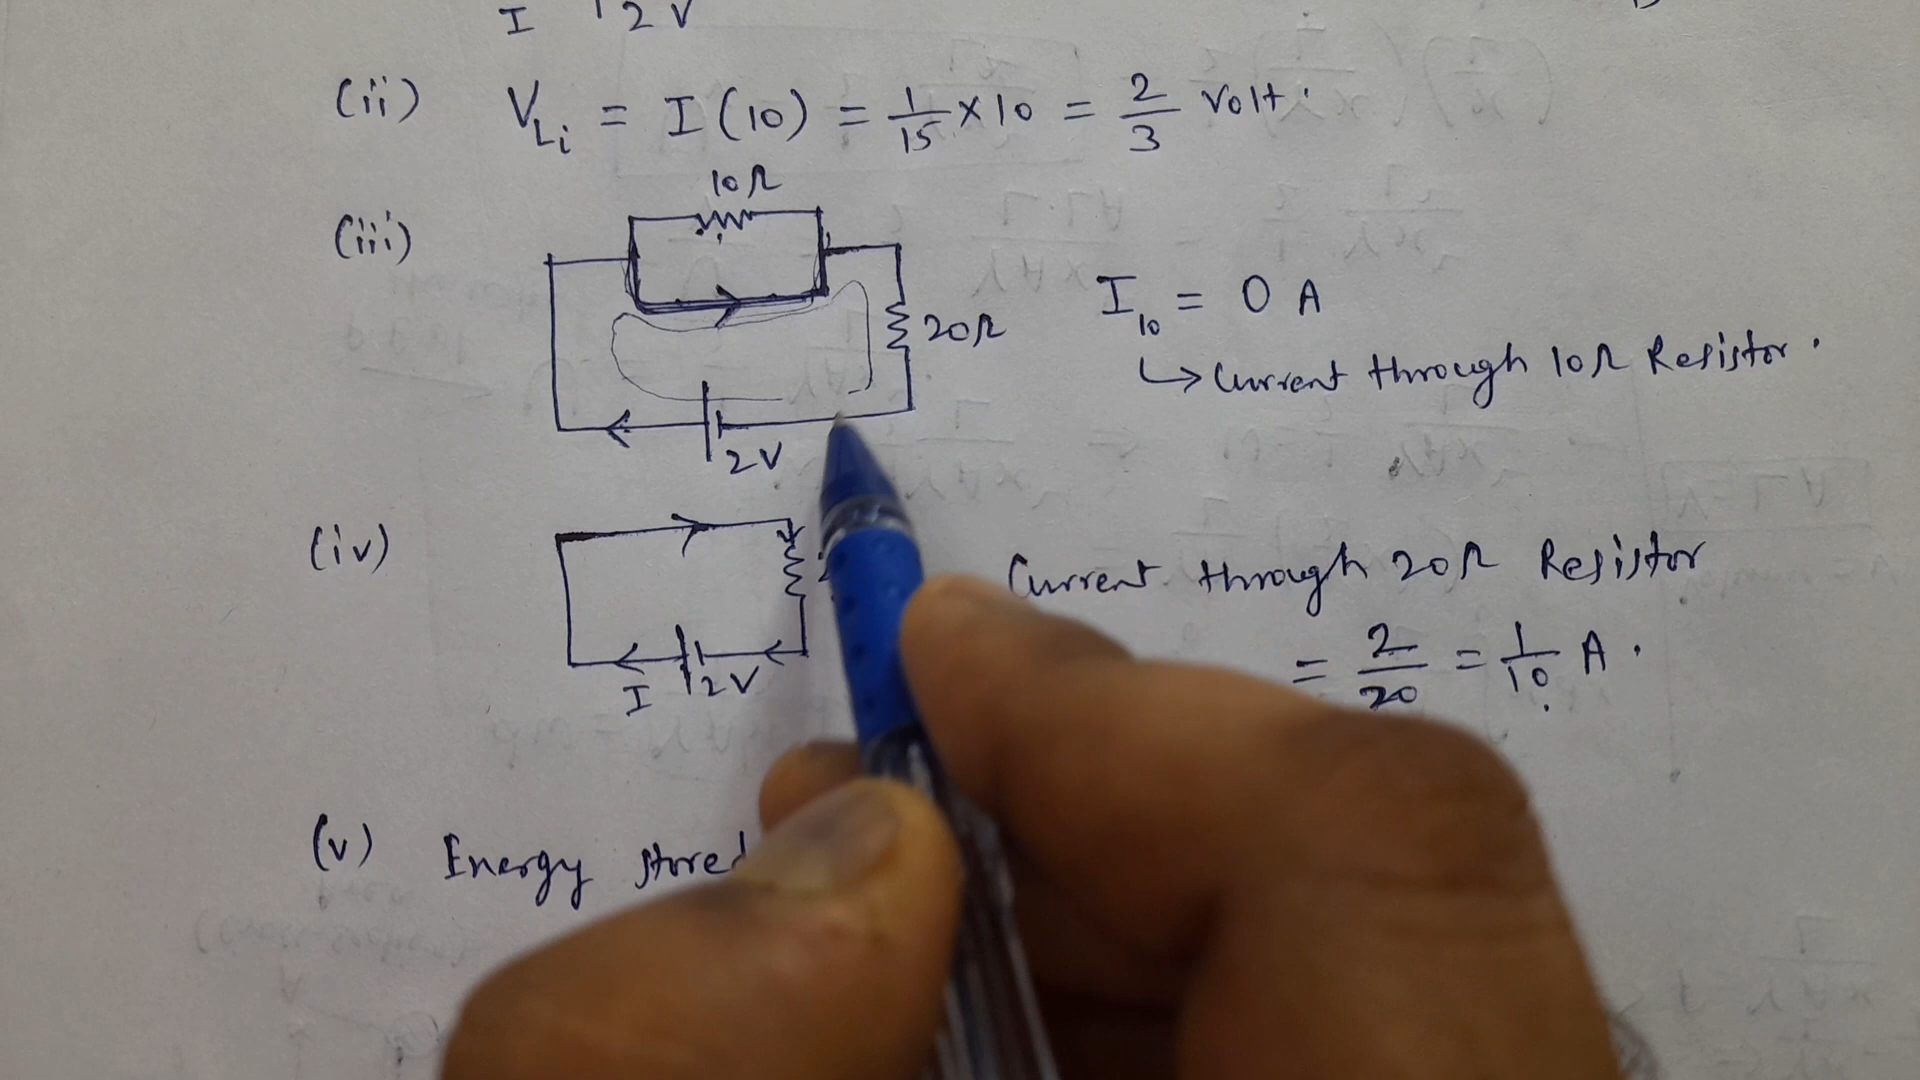 I 2V
(ii) V_Li = I(10) = 1/15 × 10 = 2/3 Volt.
10Ω
(iii)
I_10 = 0 A
20Ω
↳ Current through 10Ω Resistor.
2V
(iv)
Current through 20Ω Resistor
= 2/20 = 1/10 A.
I 2V
(v) Energy stored